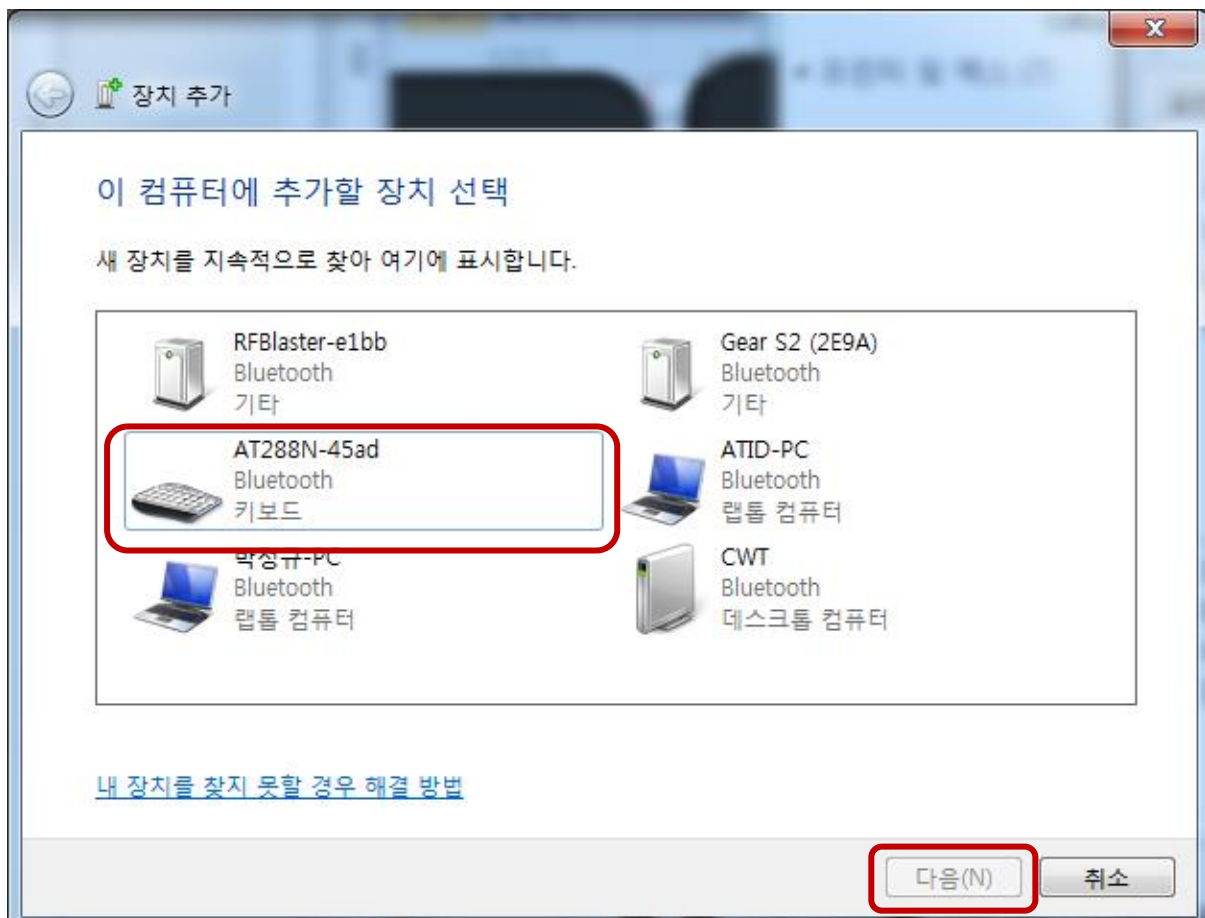 장치 추가
이 컴퓨터에 추가할 장치 선택
새 장치를 지속적으로 찾아 여기에 표시합니다.
RFBlaster-e1bb
Bluetooth
기타
Gear S2 (2E9A)
Bluetooth
기타
AT288N-45ad
Bluetooth
키보드
ATID-PC
Bluetooth
랩톱 컴퓨터
Bluetooth
랩톱 컴퓨터
CWT
Bluetooth
데스크톱 컴퓨터
내 장치를 찾지 못할 경우 해결 방법
다음(N)
취소